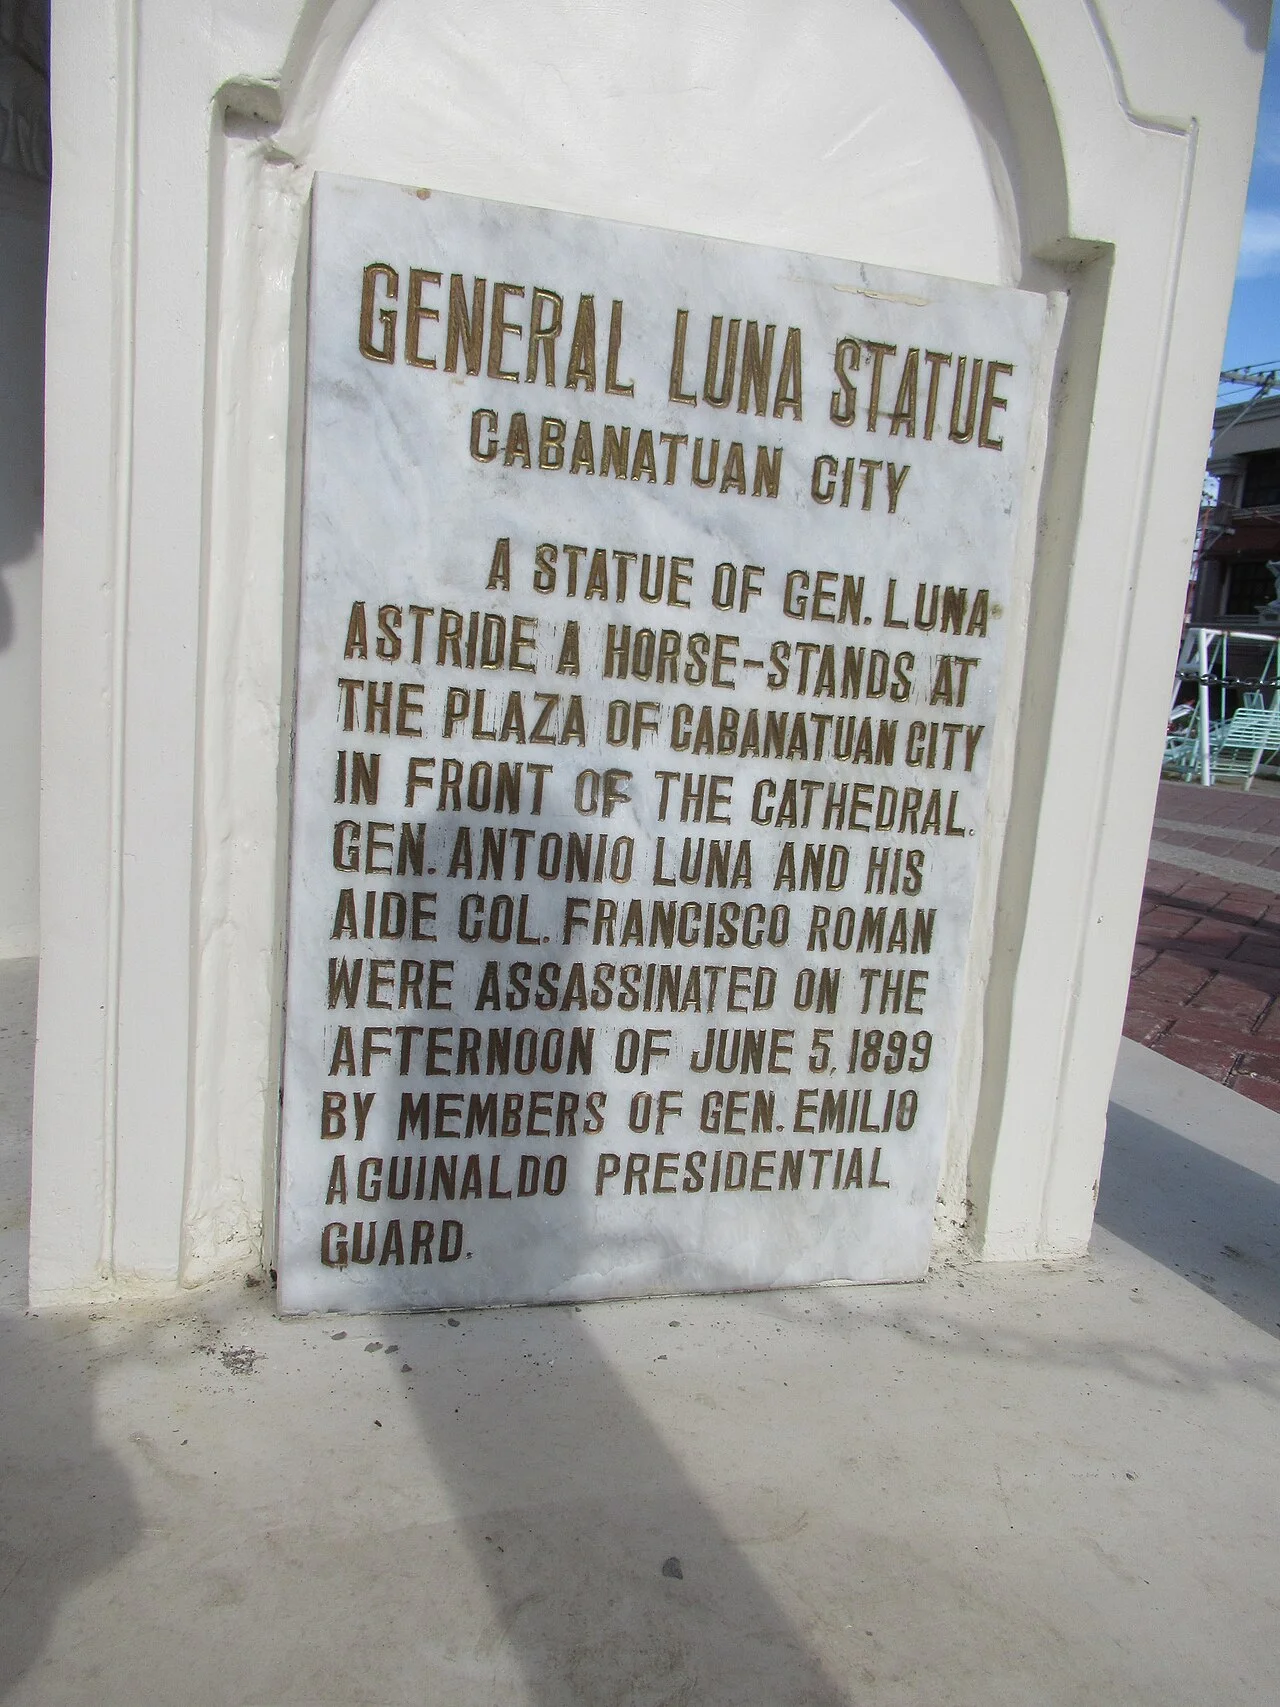 GENERAL LUNA STATUE
CABANATUAN CITY
A STATUE OF GEN. LUNA
ASTRIDE A HORSE-STANDS AT
THE PLAZA OF CABANATUAN CITY
IN FRONT OF THE CATHEDRAL.
GEN. ANTONIO LUNA AND HIS
AIDE COL. FRANCISCO ROMAN
WERE ASSASSINATED ON THE
AFTERNOON OF JUNE 5, 1899
BY MEMBERS OF GEN. EMILIO
AGUINALDO PRESIDENTIAL
GUARD.